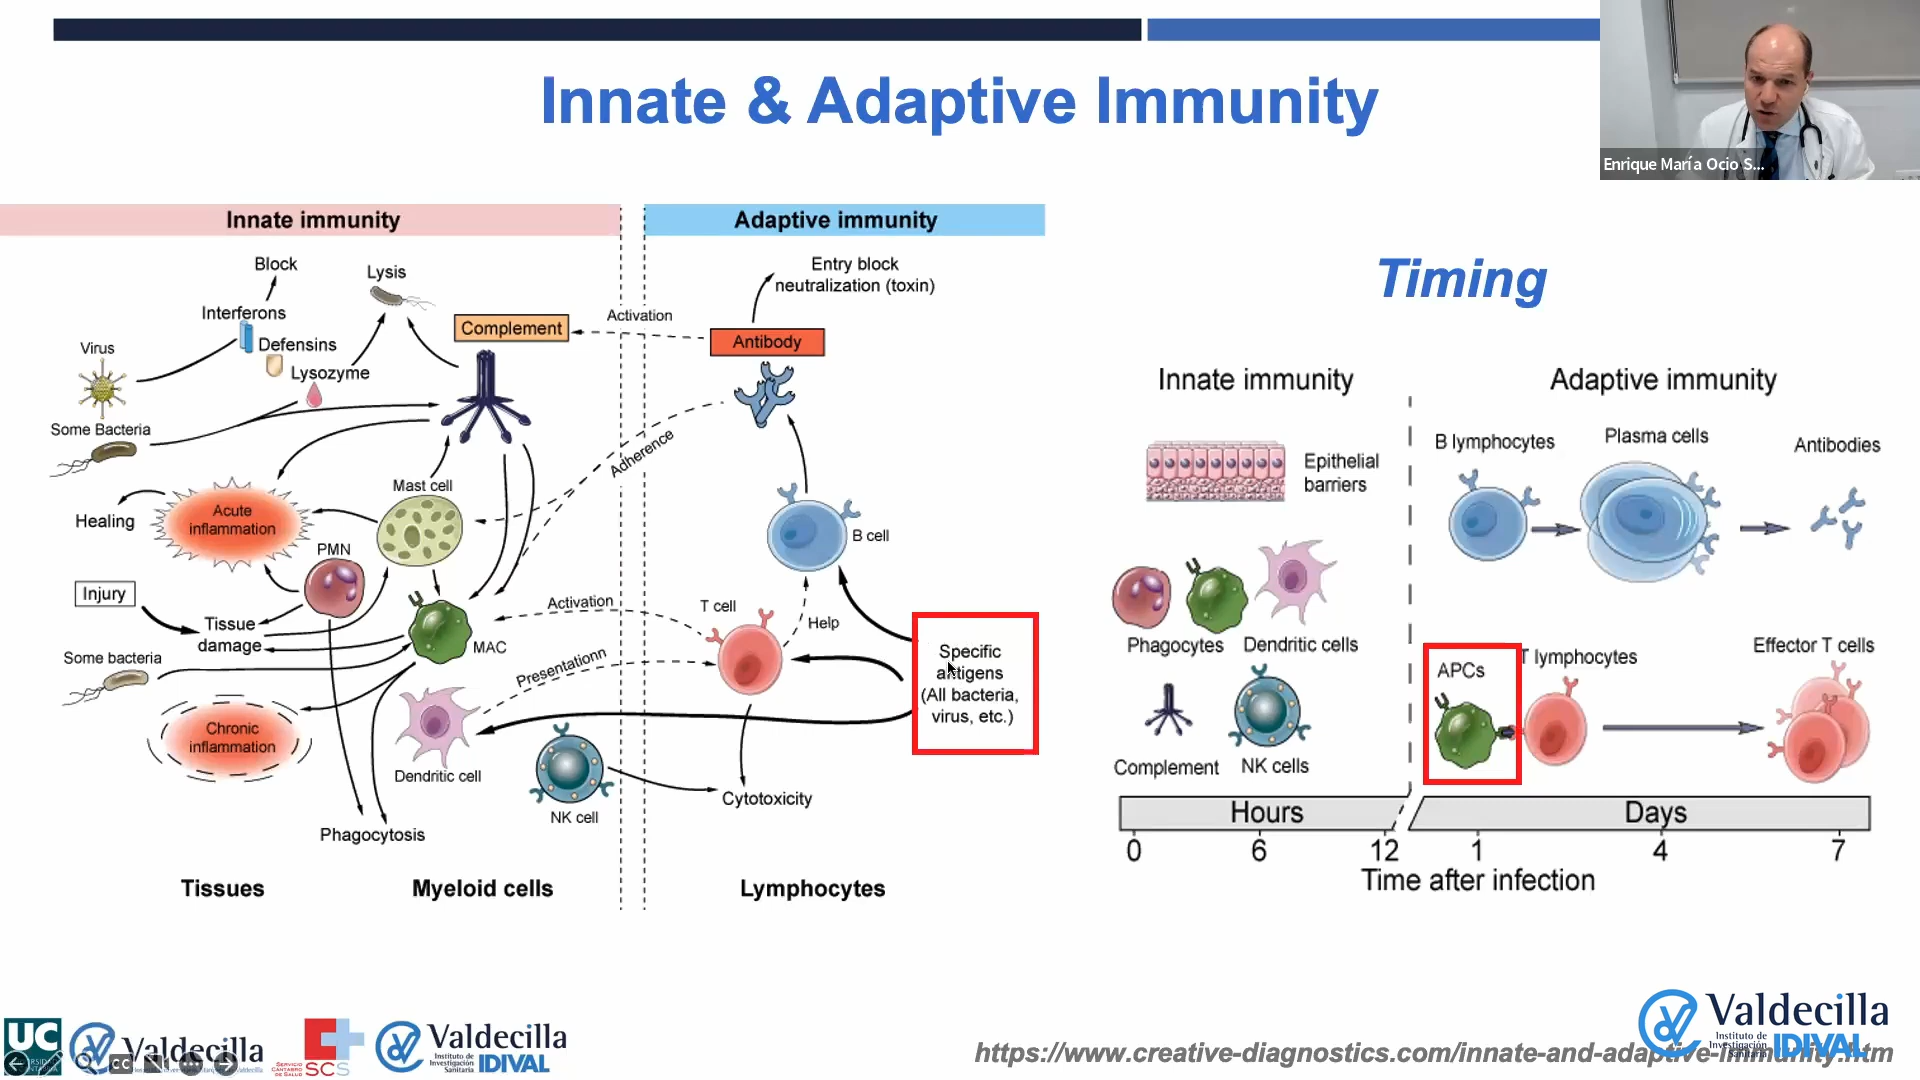 Innate & Adaptive Immunity
Enrique María Ocio S...
Innate immunity
Adaptive immunity
Block
Lysis
Interferons
Defensins
Lysozyme
Virus
Some Bacteria
Complement
Activation
Antibody
Entry block
neutralization (toxin)
Adherence
Healing
Acute
inflammation
Mast cell
PMN
B cell
Injury
Tissue
damage
MAC
Activation
T cell
Help
Some bacteria
Presentationn
Specific
antigens
(All bacteria,
virus, etc.)
Chronic
inflammation
Dendritic cell
NK cell
Cytotoxicity
Phagocytosis
Tissues
Myeloid cells
Lymphocytes
Timing
Innate immunity
Adaptive immunity
Epithelial
barriers
B lymphocytes
Plasma cells
Antibodies
Phagocytes
Dendritic cells
APCs
T lymphocytes
Effector T cells
Complement
NK cells
Hours
Days
0
6
12
1
4
7
Time after infection
UC
Valdecilla
CC
SERVICIO
CÁNTABRO
DE SALUD
SCS
Valdecilla
Instituto de
Investigación
Sanitaria
IDIVAL
Valdecilla
Instituto de
Investigación
Sanitaria
IDIVAL
https://www.creative-diagnostics.com/innate-and-adaptive-immunity.htm